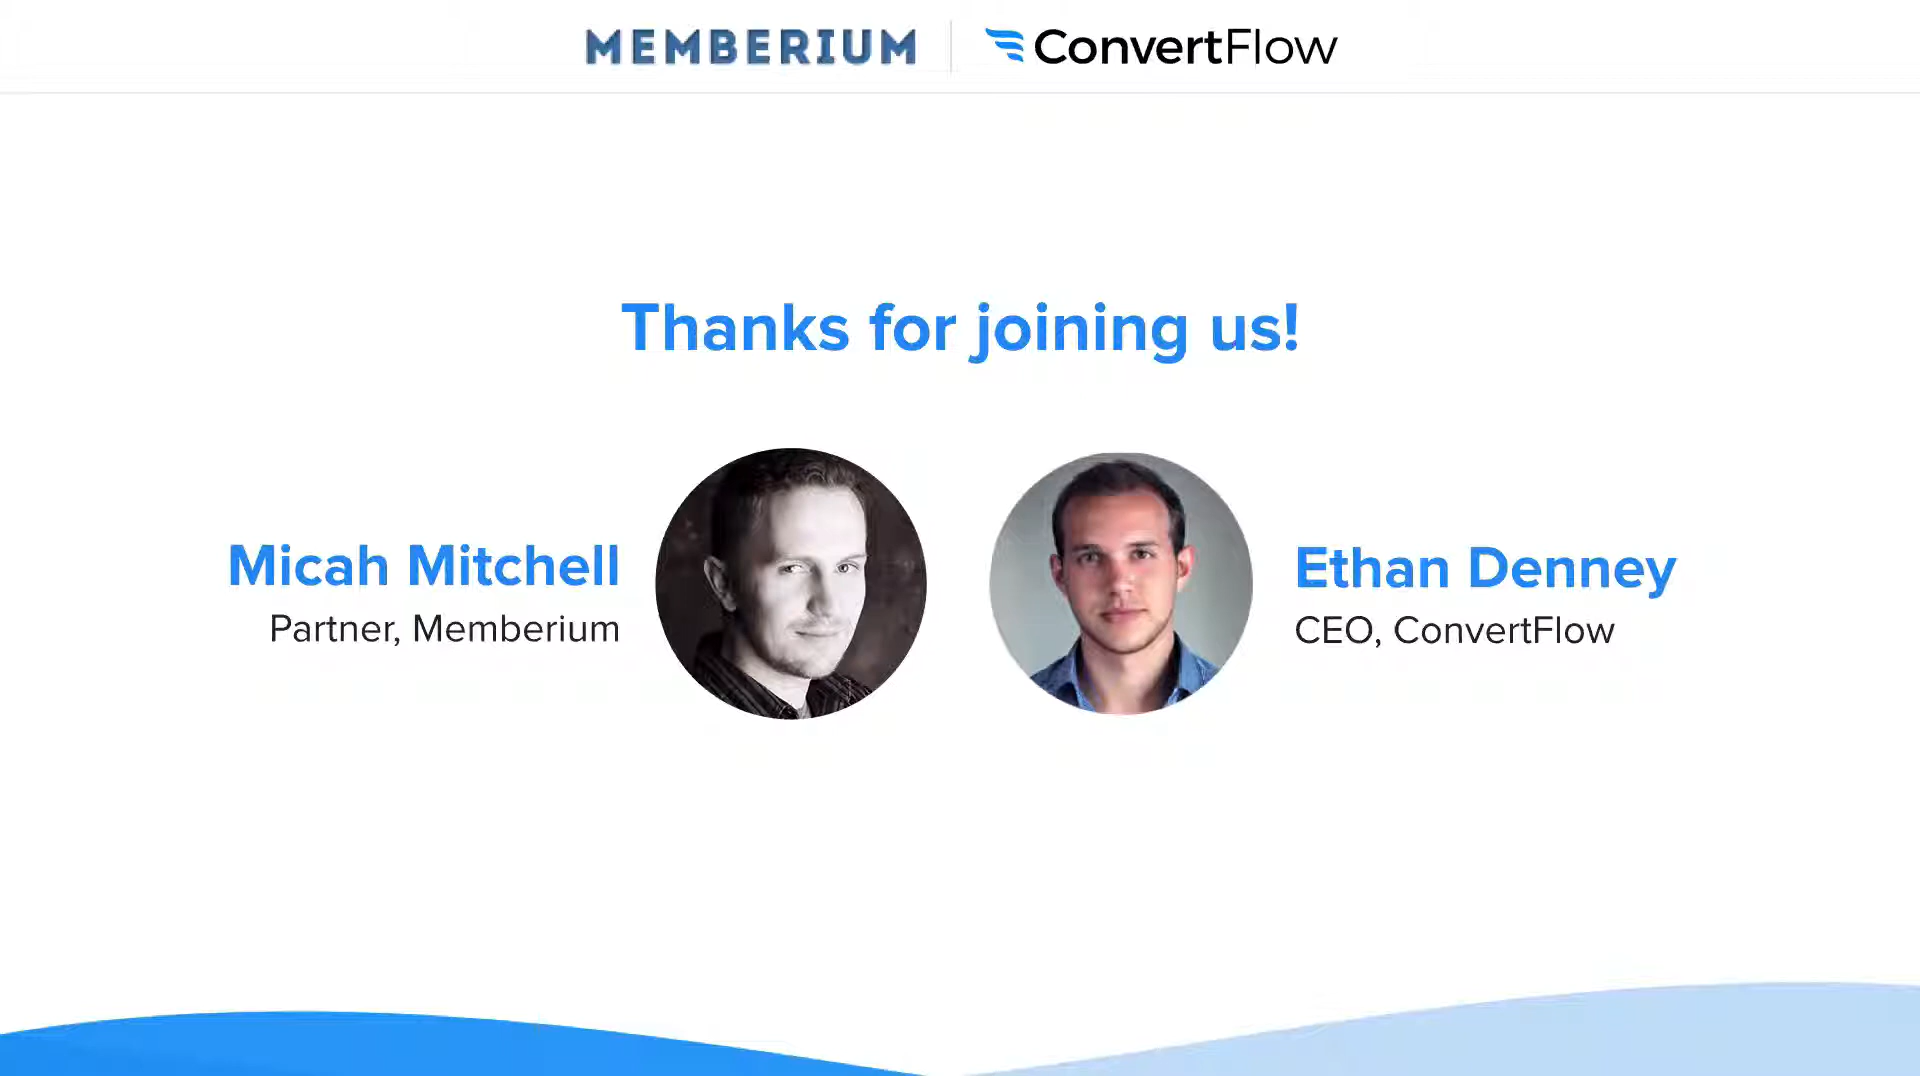 MEMBERIUM
ConvertFlow
Thanks for joining us!
Micah Mitchell
Partner, Memberium
Ethan Denney
CEO, ConvertFlow